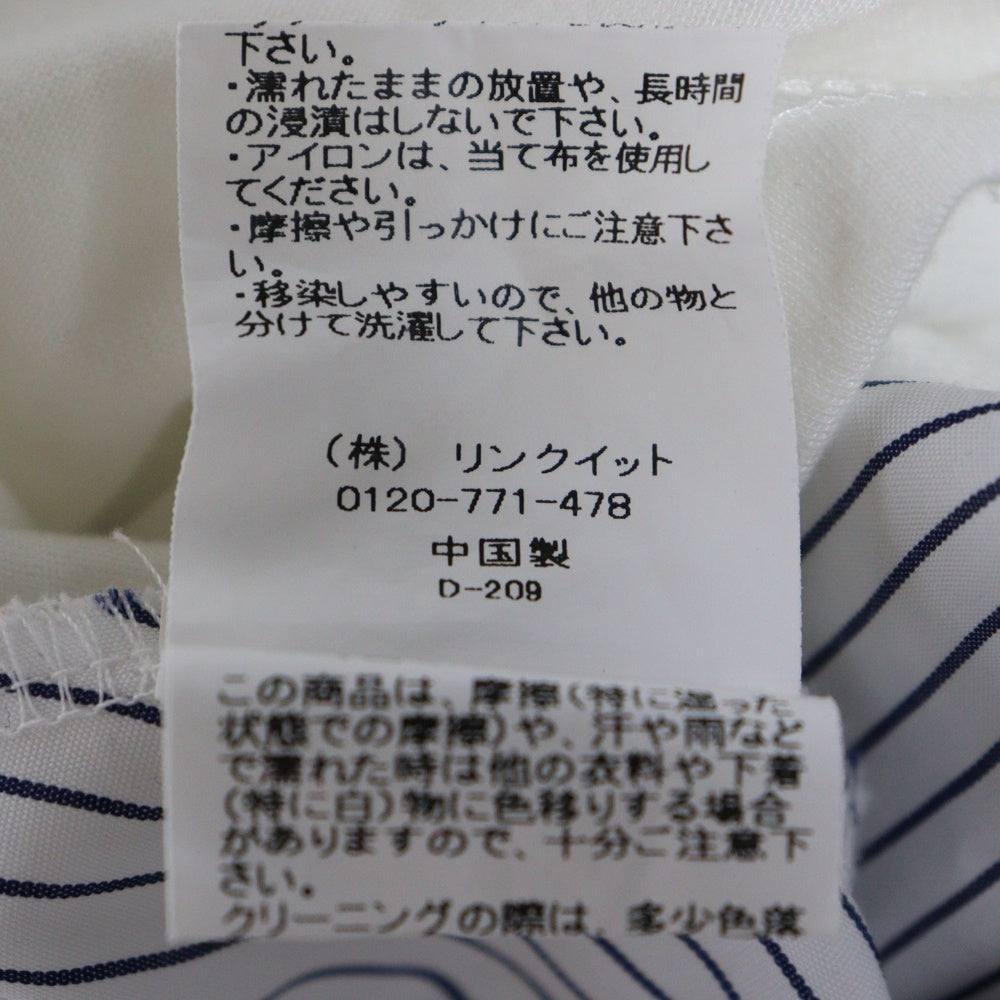 下さい。
・濡れたままの放置や、長時間
の浸漬はしないで下さい。
・アイロンは、当て布を使用し
てください。
・摩擦や引っかけにご注意下さ
い。
・移染しやすいので、他の物と
分けて洗濯して下さい。
(株) リンクイット
0120-771-478
中国製
D-209
この商品は、摩擦(特に湿った
状態での摩擦)や、汗や雨など
で濡れた時は他の衣料や下着
(特に白)物に色移りする場合
がありますので、十分ご注意下
さい。
クリーニングの際は、多少色落